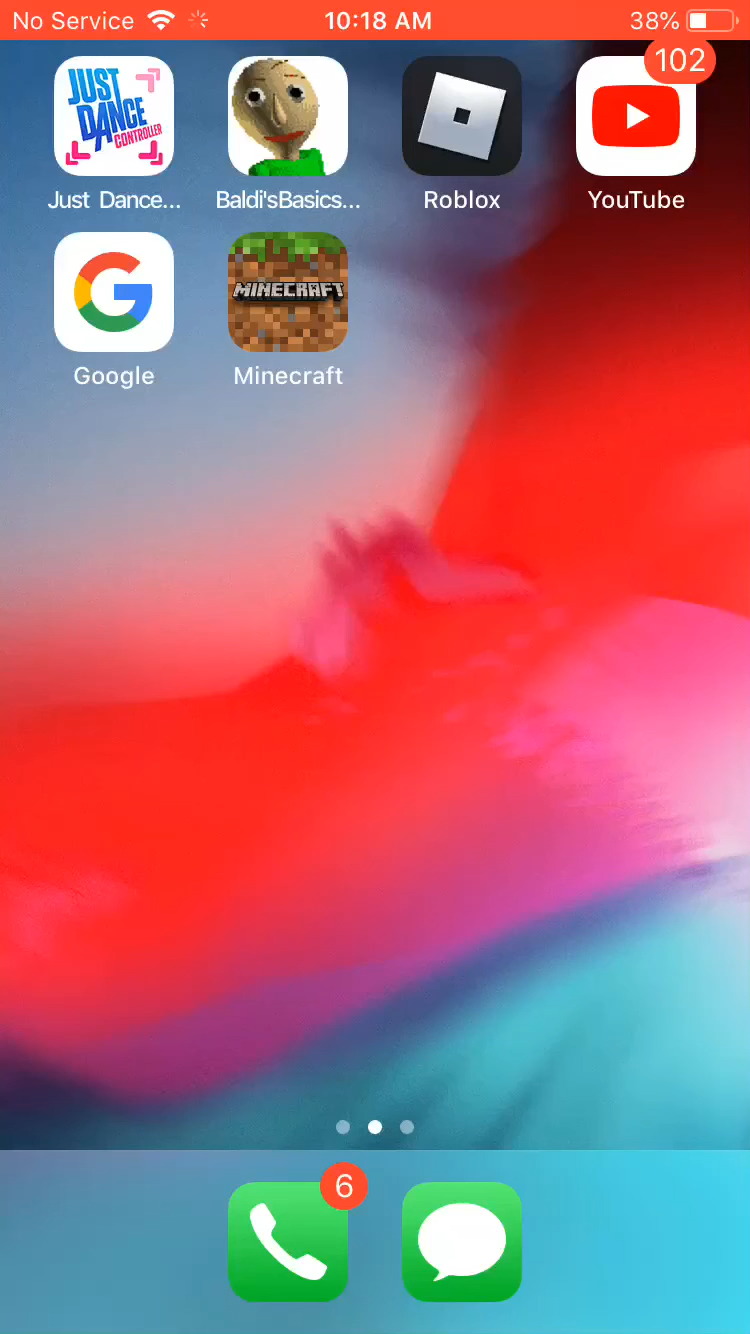 No Service 10:18 AM 38%
102
JUST
DANCE
CONTROLLER
Just Dance... Baldi'sBasics... Roblox YouTube
MINECRAFT
Google Minecraft
6